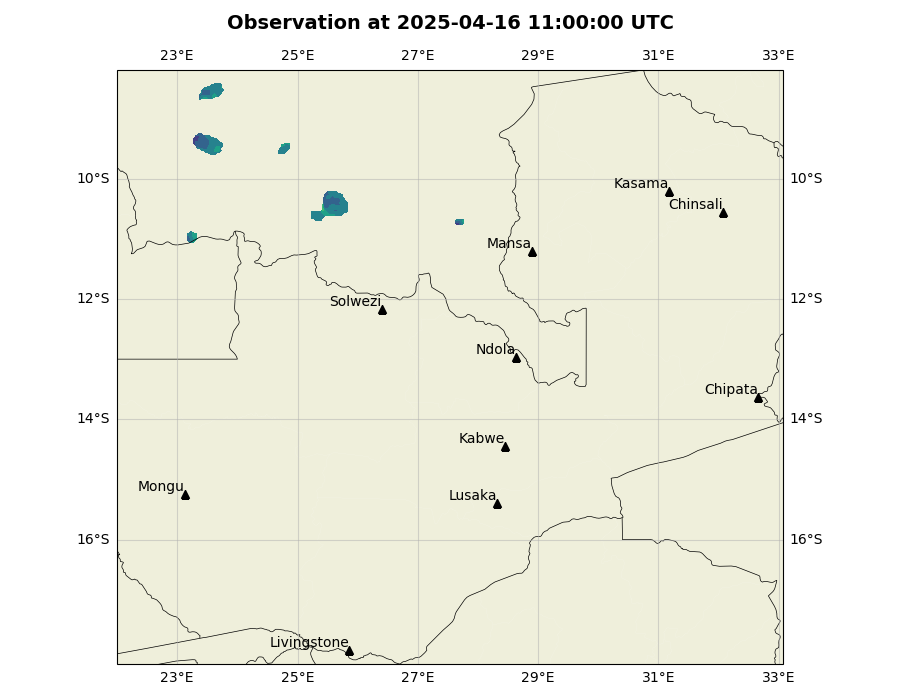 Observation at 2025-04-16 11:00:00 UTC
23°E 25°E 27°E 29°E 31°E 33°E
10°S 10°S
Kasama
Chinsali
Mansa
12°S 12°S
Solwezi
Ndola
Chipata
14°S 14°S
Kabwe
Mongu
Lusaka
16°S 16°S
Livingstone
23°E 25°E 27°E 29°E 31°E 33°E